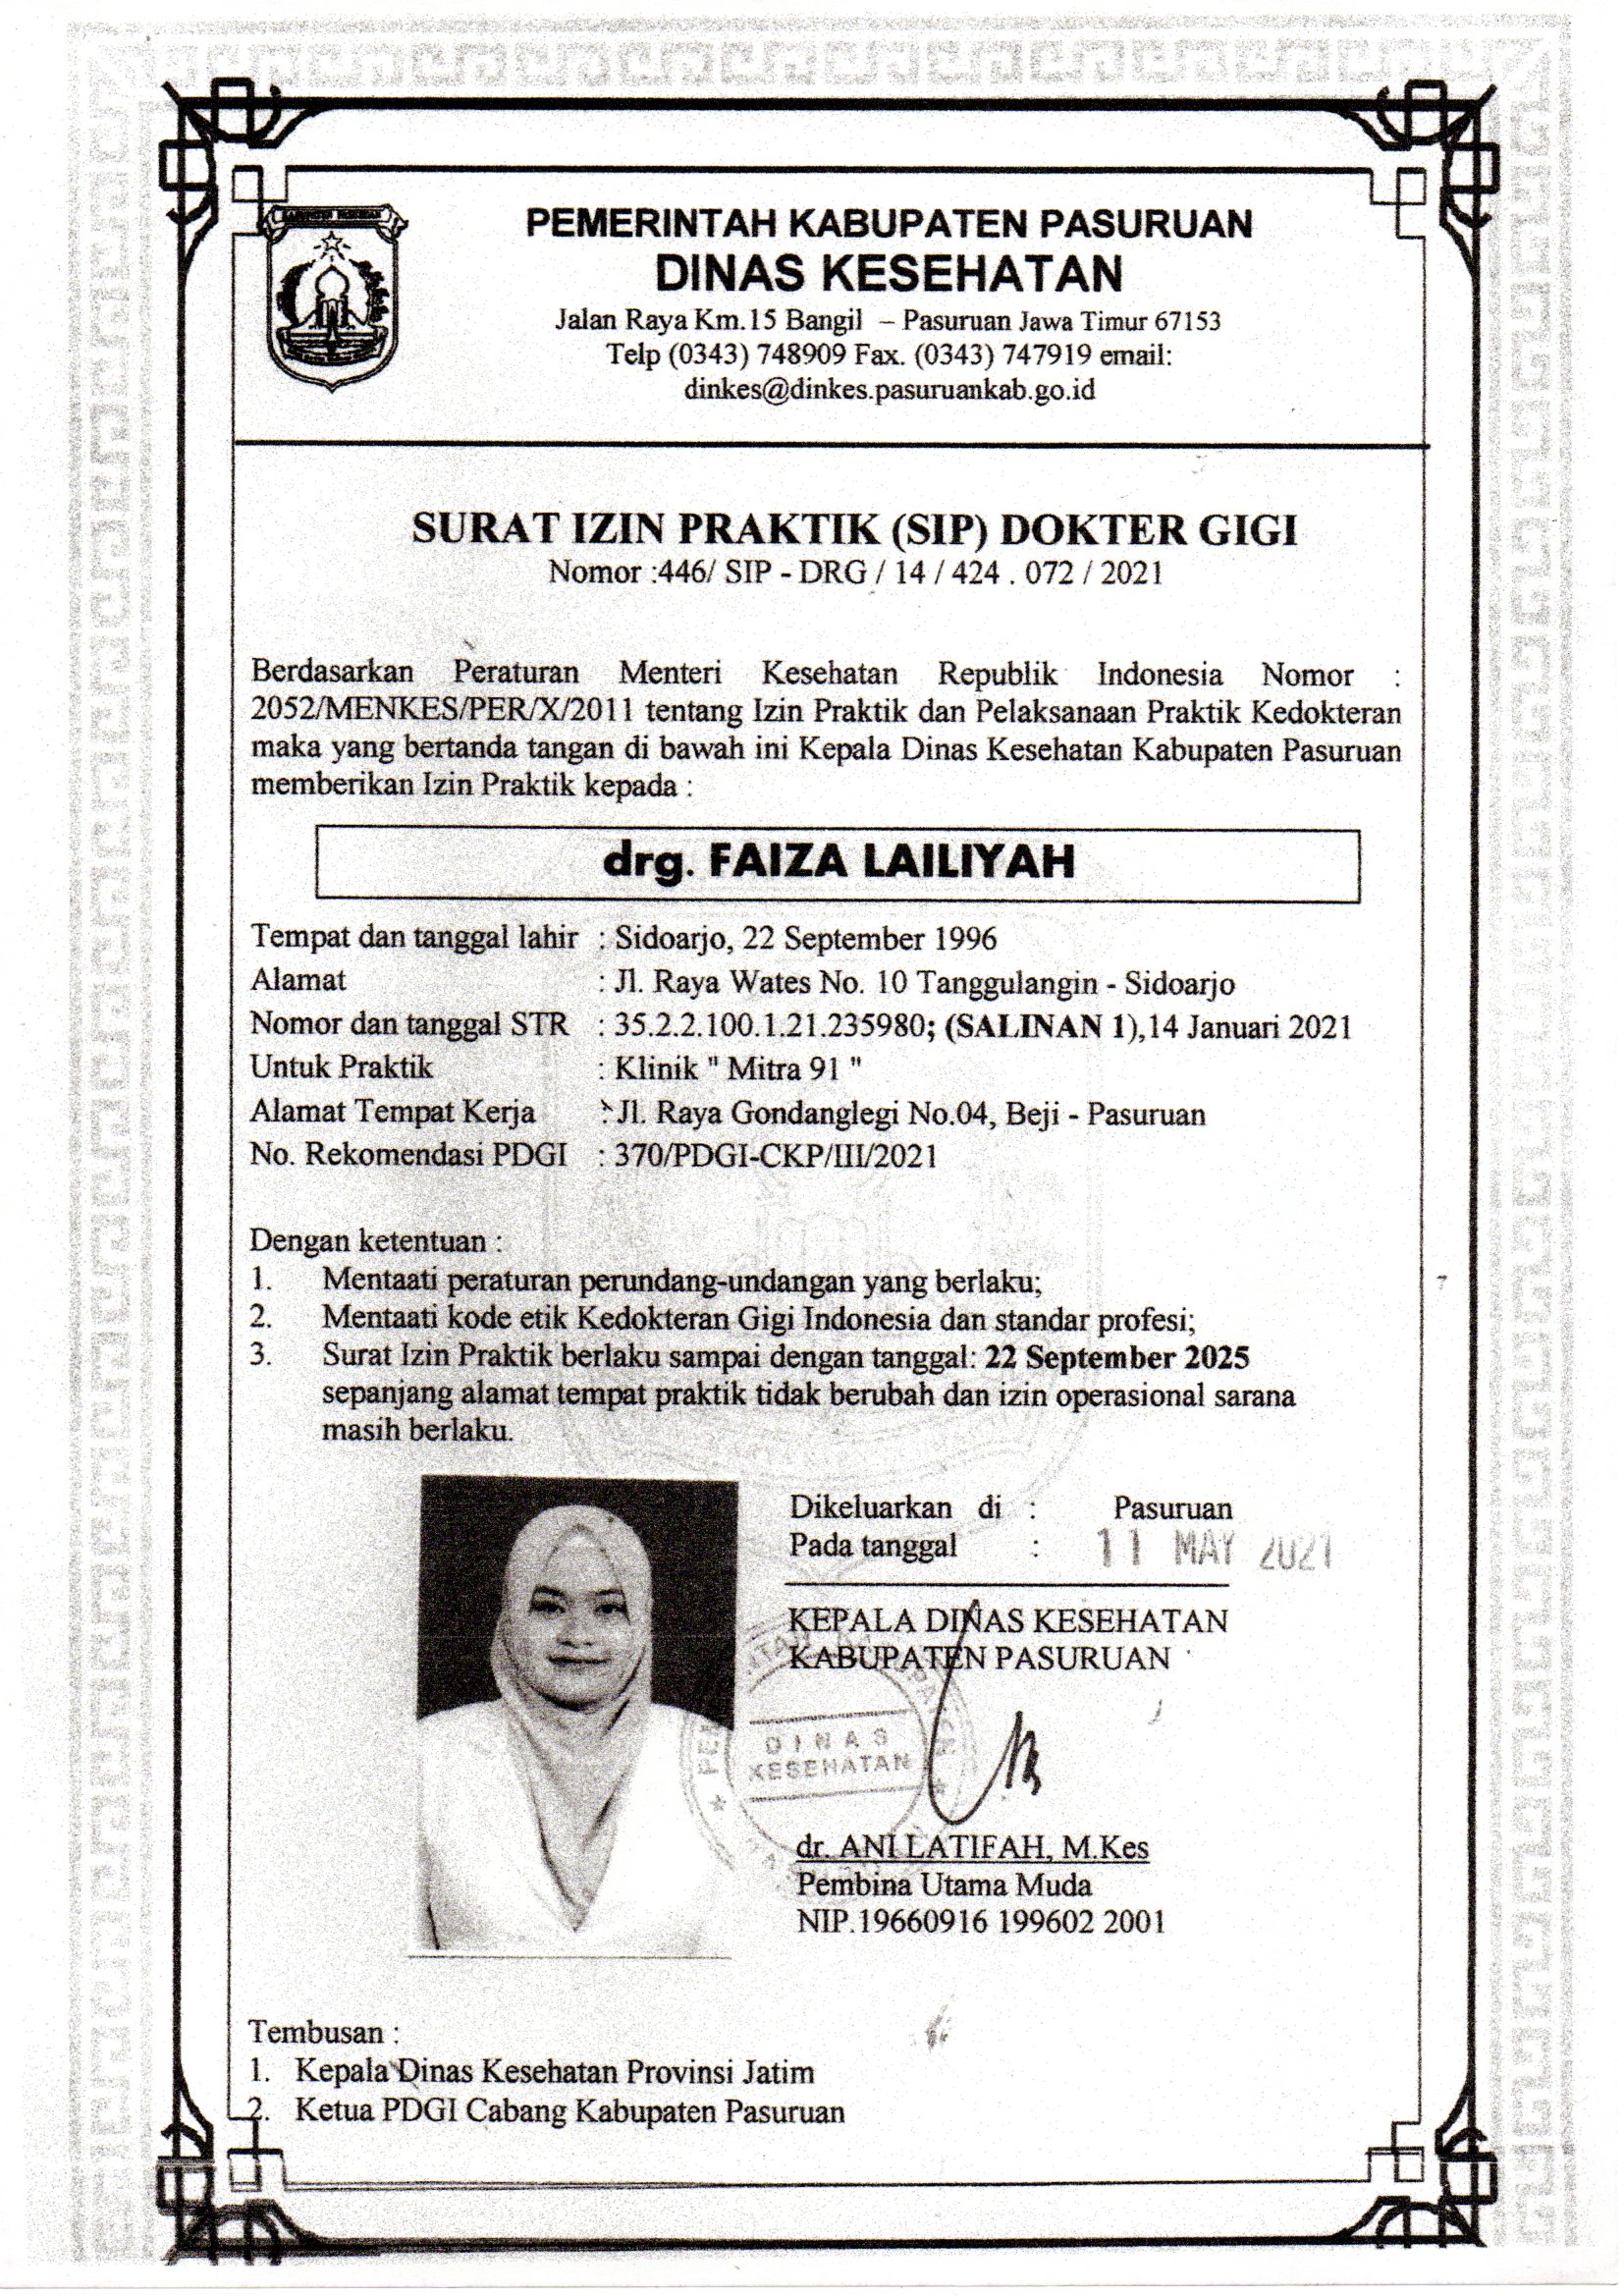 PEMERINTAH KABUPATEN PASURUAN
DINAS KESEHATAN
Jalan Raya Km.15 Bangil – Pasuruan Jawa Timur 67153
Telp (0343) 748909 Fax. (0343) 747919 email:
dinkes@dinkes.pasuruankab.go.id
SURAT IZIN PRAKTIK (SIP) DOKTER GIGI
Nomor :446/ SIP - DRG / 14 / 424 . 072 / 2021
Berdasarkan Peraturan Menteri Kesehatan Republik Indonesia Nomor :
2052/MENKES/PER/X/2011 tentang Izin Praktik dan Pelaksanaan Praktik Kedokteran
maka yang bertanda tangan di bawah ini Kepala Dinas Kesehatan Kabupaten Pasuruan
memberikan Izin Praktik kepada :
drg. FAIZA LAILIYAH
Tempat dan tanggal lahir : Sidoarjo, 22 September 1996
Alamat : Jl. Raya Wates No. 10 Tanggulangin - Sidoarjo
Nomor dan tanggal STR : 35.2.2.100.1.21.235980; (SALINAN 1),14 Januari 2021
Untuk Praktik : Klinik " Mitra 91 "
Alamat Tempat Kerja : Jl. Raya Gondanglegi No.04, Beji - Pasuruan
No. Rekomendasi PDGI : 370/PDGI-CKP/III/2021
Dengan ketentuan :
1. Mentaati peraturan perundang-undangan yang berlaku;
2. Mentaati kode etik Kedokteran Gigi Indonesia dan standar profesi;
3. Surat Izin Praktik berlaku sampai dengan tanggal: 22 September 2025
sepanjang alamat tempat praktik tidak berubah dan izin operasional sarana
masih berlaku.
Dikeluarkan di : Pasuruan
Pada tanggal : 11 MAY 2021
KEPALA DINAS KESEHATAN
KABUPATEN PASURUAN
DINAS
KESEHATAN
dr. ANI LATIFAH, M.Kes
Pembina Utama Muda
NIP.19660916 199602 2001
Tembusan :
1. Kepala Dinas Kesehatan Provinsi Jatim
2. Ketua PDGI Cabang Kabupaten Pasuruan